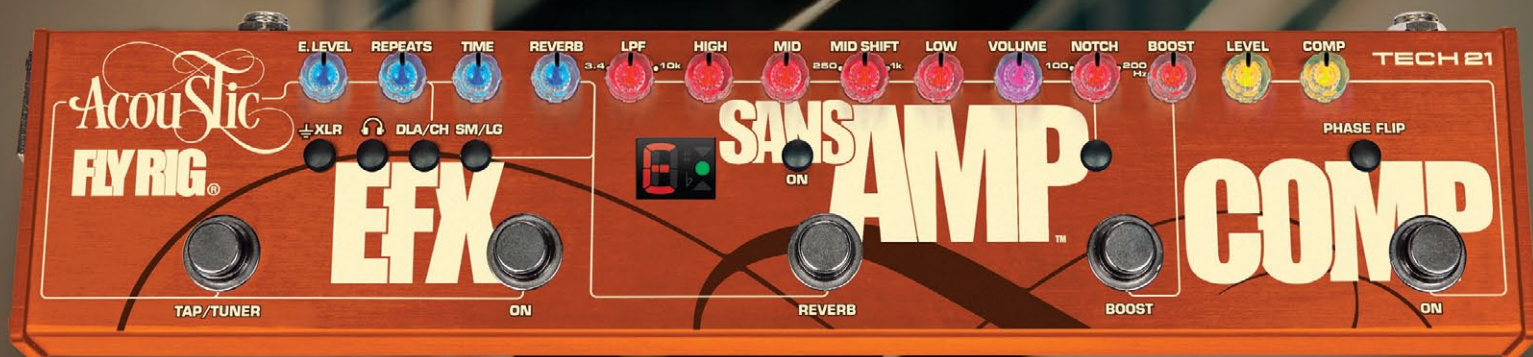 E. LEVEL REPEATS TIME REVERB LPF HIGH MID MID SHIFT LOW VOLUME NOTCH BOOST LEVEL COMP
3.4 10k 250 1k 100 200 Hz
TECH 21
AcousTic
FLY RIG®
XLR DLA/CH SM/LG
EFX
E
♭
SANSAMP™
ON
PHASE FLIP
COMP
TAP/TUNER ON REVERB BOOST ON